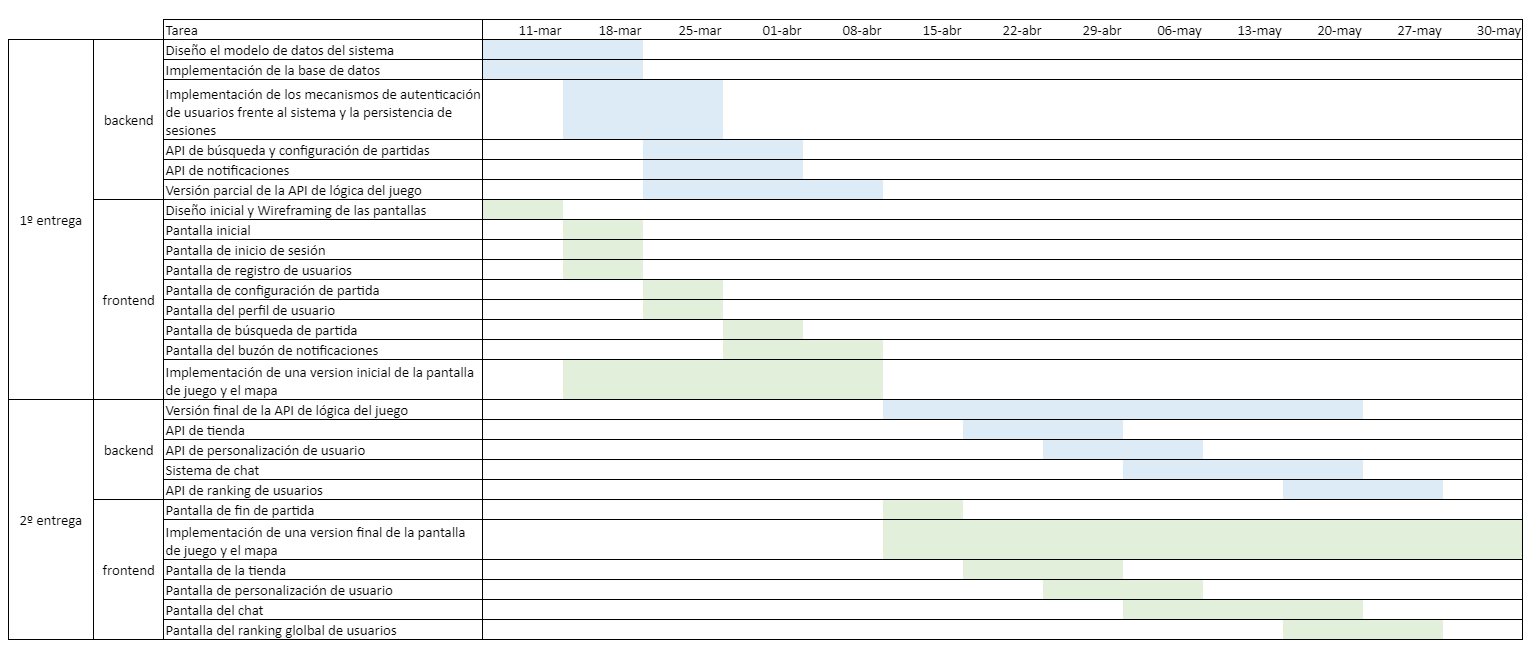 Tarea 11-mar 18-mar 25-mar 01-abr 08-abr 15-abr 22-abr 29-abr 06-may 13-may 20-may 27-may 30-may
1º entrega
backend
Diseño el modelo de datos del sistema
Implementación de la base de datos
Implementación de los mecanismos de autenticación
de usuarios frente al sistema y la persistencia de
sesiones
API de búsqueda y configuración de partidas
API de notificaciones
Versión parcial de la API de lógica del juego
frontend
Diseño inicial y Wireframing de las pantallas
Pantalla inicial
Pantalla de inicio de sesión
Pantalla de registro de usuarios
Pantalla de configuración de partida
Pantalla del perfil de usuario
Pantalla de búsqueda de partida
Pantalla del buzón de notificaciones
Implementación de una version inicial de la pantalla
de juego y el mapa
2º entrega
backend
Versión final de la API de lógica del juego
API de tienda
API de personalización de usuario
Sistema de chat
API de ranking de usuarios
frontend
Pantalla de fin de partida
Implementación de una version final de la pantalla
de juego y el mapa
Pantalla de la tienda
Pantalla de personalización de usuario
Pantalla del chat
Pantalla del ranking glolbal de usuarios